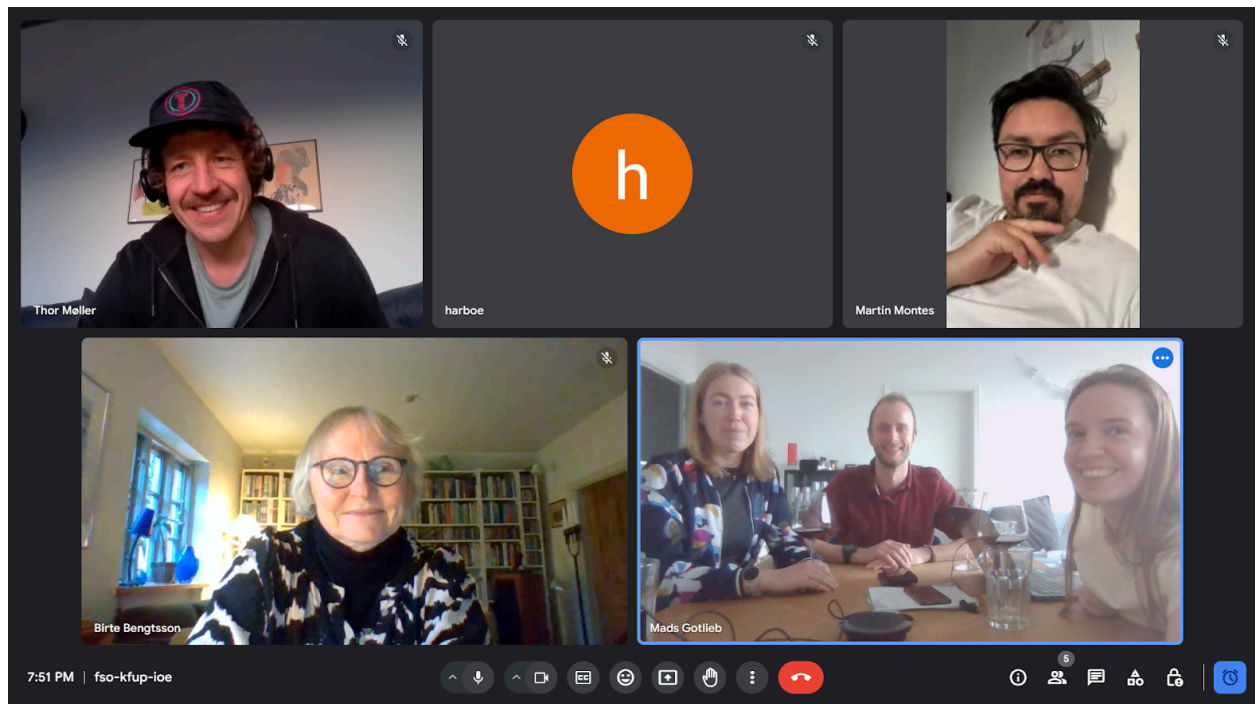 Thor Møller
h
harboe
Martin Montes
Birte Bengtsson
Mads Gotlieb
7:51 PM | fso-kfup-ioe
CC
5